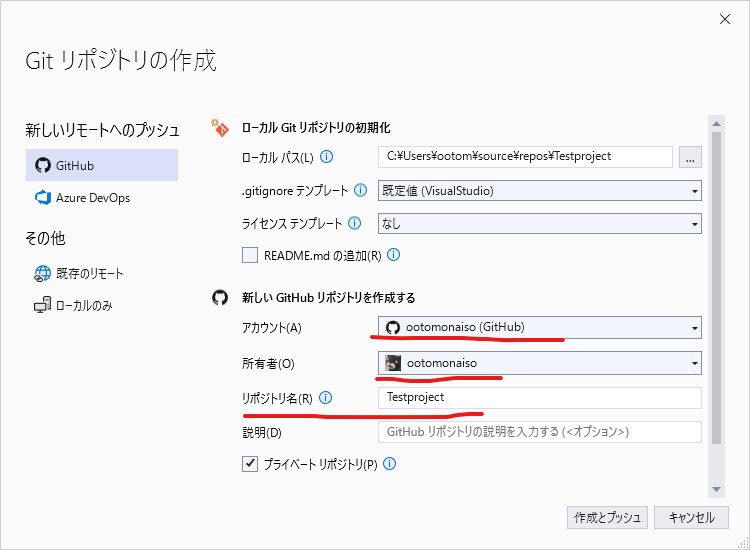 Git リポジトリの作成
新しいリモートへのプッシュ
GitHub
Azure DevOps
その他
既存のリモート
ローカルのみ
ローカル Git リポジトリの初期化
ローカル パス(L)
C:¥Users¥ootom¥source¥repos¥Testproject
...
.gitignore テンプレート
既定値 (VisualStudio)
ライセンス テンプレート
なし
README.md の追加(R)
新しい GitHub リポジトリを作成する
アカウント(A)
ootomonaiso (GitHub)
所有者(O)
ootomonaiso
リポジトリ名(R)
Testproject
説明(D)
GitHub リポジトリの説明を入力する (<オプション>)
プライベート リポジトリ(P)
作成とプッシュ
キャンセル